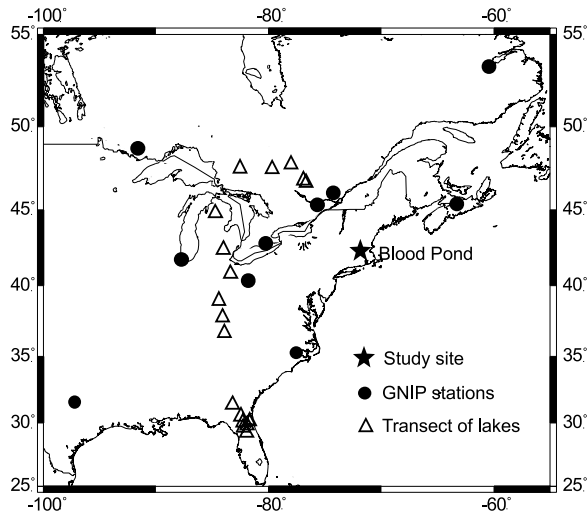 -100° -80° -60°
55° 55°
50° 50°
45° 45°
Blood Pond
40° 40°
35° 35°
Study site
GNIP stations
30° 30°
Transect of lakes
25° 25°
-100° -80° -60°